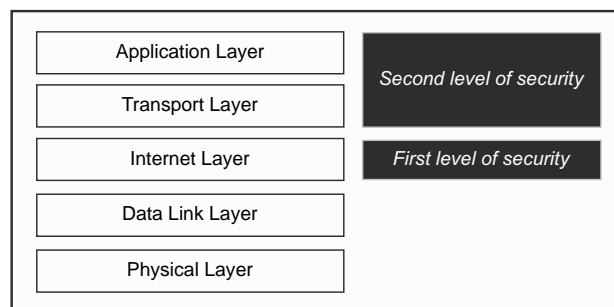 Application Layer
Second level of security
Transport Layer
Internet Layer
First level of security
Data Link Layer
Physical Layer